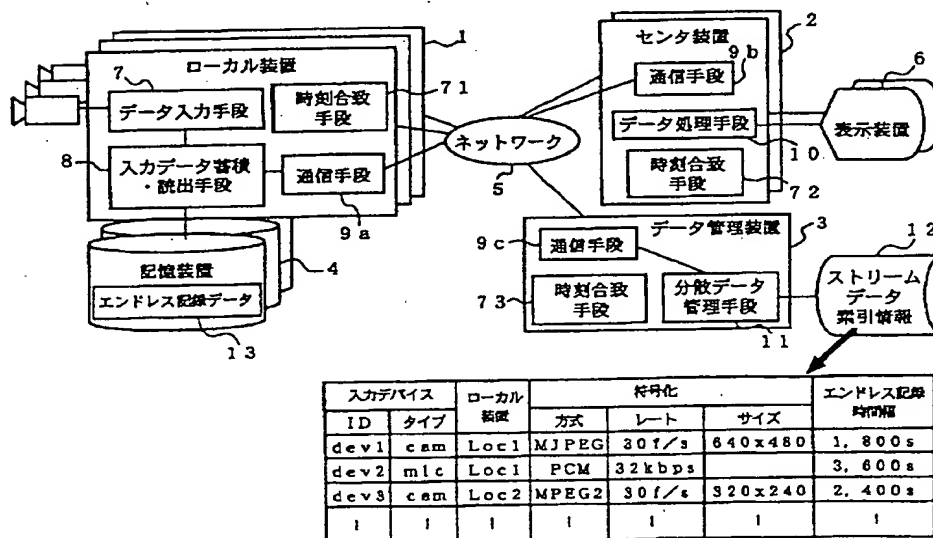 1
ローカル装置
7
データ入力手段
時刻合致
手段
71
8
入力データ蓄積
・読出手段
通信手段
9a
記憶装置
エンドレス記録データ
4
13
ネットワーク
5
2
センタ装置
9b
通信手段
データ処理手段
10
時刻合致
手段
72
6
表示装置
データ管理装置
3
9c
通信手段
73
時刻合致
手段
分散データ
管理手段
11
12
ストリーム
データ
索引情報
入力デバイス
ローカル
装置
符号化
エンドレス記録
時間幅
ID タイプ 方式 レート サイズ
dev1 cam Loc1 MJPEG 30f/s 640x480 1,800s
dev2 mic Loc1 PCM 32kbps 3,600s
dev3 cam Loc2 MPEG2 30f/s 320x240 2,400s